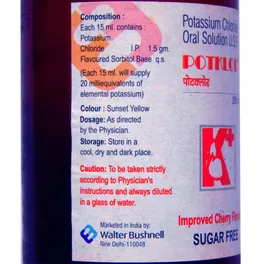 Composition :
Each 15 ml. contains :
Potassium
Chloride I.P. 1.5 gm.
Flavoured Sorbitol Base q.s.
(Each 15 ml. will supply
20 milliequivalents of
elemental potassium)
Colour : Sunset Yellow
Dosage: As directed
by the Physician.
Storage: Store in a
cool, dry and dark place.
Caution: To be taken strictly
according to Physician's
instructions and always diluted
in a glass of water.
Marketed in India by:
Walter Bushnell
New Delhi-110048
Potassium Chloride
Oral Solution U.S.P.
POTKLOR
पोटक्लोर
K+
Improved Cherry
SUGAR FREE